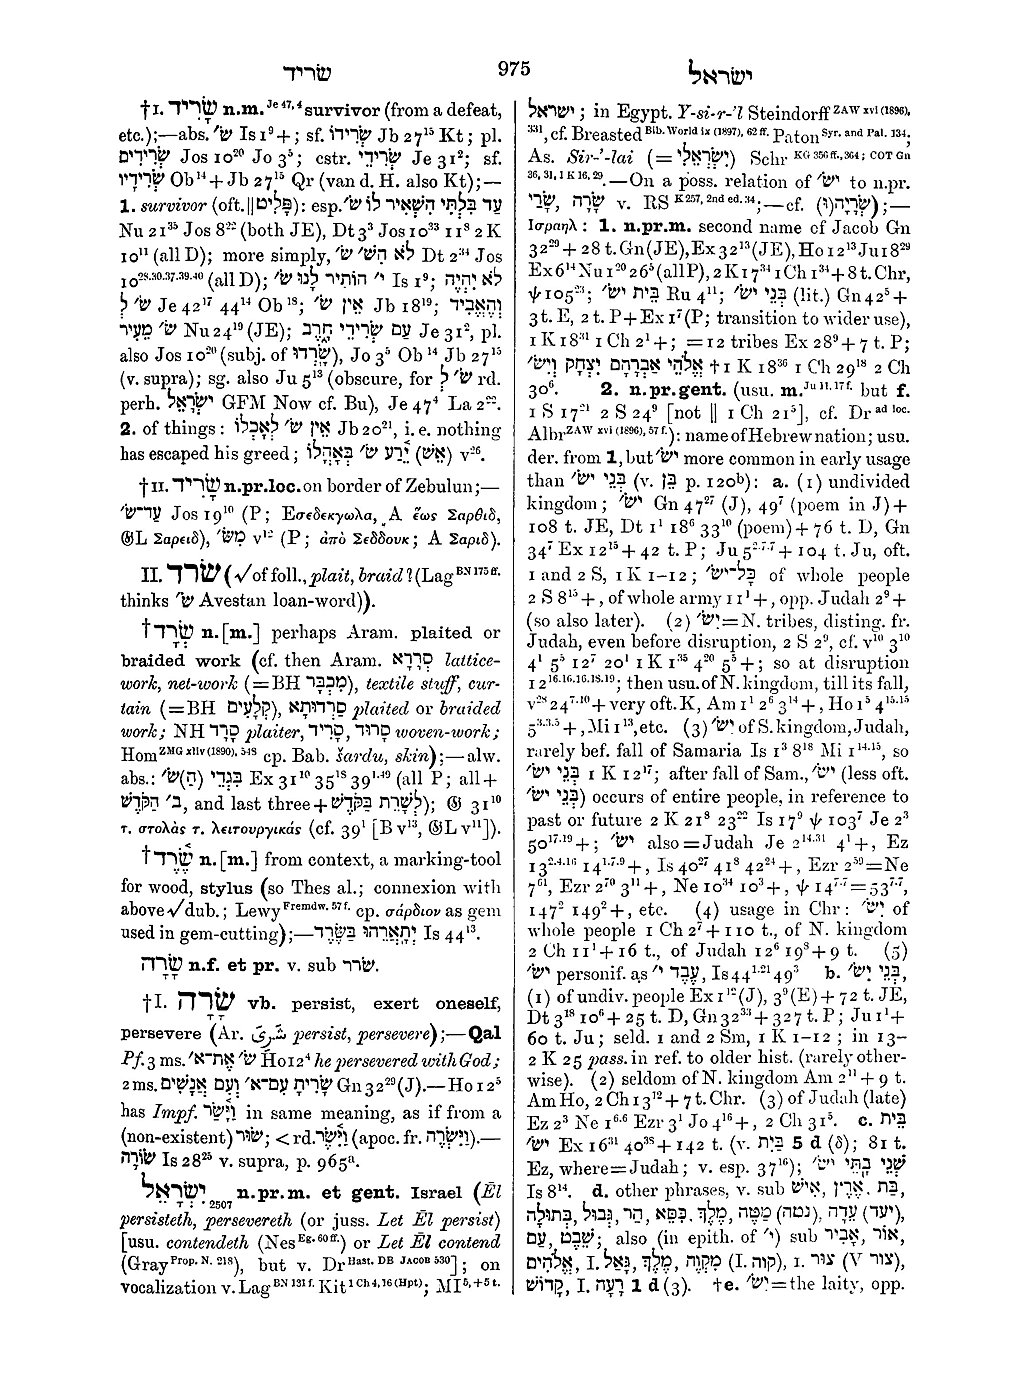 שׂריד
975
ישׂראל
†I. שָׂרִיד n.m. Je 47, 4 survivor (from a defeat,
etc.);—abs. שׂ׳ Is 1⁹+; sf. שְׂרִידוֹ Jb 27¹⁵ Kt; pl.
שְׂרִידִים Jos 10²⁰ Jo 3⁵; cstr. שְׂרִידֵי Je 31²; sf.
שְׂרִידָיו Ob¹⁴+Jb 27¹⁵ Qr (van d. H. also Kt);—
1. survivor (oft. ‖ פָּלִיט): esp. עַד בִּלְתִּי הִשְׁאִיר לוֹ שׂ׳
Nu 21³⁵ Jos 8²² (both JE), Dt 3³ Jos 10³³ 11⁸ 2 K
10¹¹ (all D); more simply, לֹא הִשׁ׳ שׂ׳ Dt 2³⁴ Jos
10²⁸·³⁰·³⁷·³⁹·⁴⁰ (all D); י׳ הוֹתִיר לָנוּ שׂ׳ Is 1⁹; לֹא יִהְיֶה
לְ שׂ׳ Je 42¹⁷ 44¹⁴ Ob¹⁸; אֵין שׂ׳ Jb 18¹⁹; וְהֶאֱבִיד
שׂ׳ מֵעִיר Nu 24¹⁹ (JE); עַם שְׂרִידֵי חֶרֶב Je 31², pl.
also Jos 10²⁰ (subj. of שָׂרְדוּ), Jo 3⁵ Ob¹⁴ Jb 27¹⁵
(v. supra); sg. also Ju 5¹³ (obscure, for שׂ׳ לְ rd.
perh. יִשְׂרָאֵל GFM Now cf. Bu), Je 47⁴ La 2²².
2. of things: אֵין שׂ׳ לְאָכְלוֹ Jb 20²¹, i.e. nothing
has escaped his greed; יֵרַע שׂ׳ בְּאָהֳלוֹ (אֵשׁ) v²⁶.
†II. שָׂרִיד n.pr.loc. on border of Zebulun;—
עַד־שׂ׳ Jos 19¹⁰ (P; Εσεδεκγωλα, A ἕως Σαρθιδ,
𝔊L Σαρειδ), מִשּׂ׳ v¹² (P; ἀπὸ Σεδδουκ; A Σαριδ).
II. שׂרד (√ of foll., plait, braid? (Lag BN 175 ff.
thinks שׂ׳ Avestan loan-word)).
†שְׂרָד n.[m.] perhaps Aram. plaited or
braided work (cf. then Aram. סְרָדָא lattice-
work, net-work (=BH מִכְבָּר), textile stuff, cur-
tain (=BH קְלָעִים), סְרִדוּתָא plaited or braided
work; NH סָרַד plaiter, סָרוּד, סָרִיד woven-work;
Hom ZMG xliv (1890), 548 cp. Bab. šardu, skin);—alw.
abs.: בִּגְדֵי (הַ)שּׂ׳ Ex 31¹⁰ 35¹⁹ 39¹·⁴⁹ (all P; all+
ב׳ הַקֹּדֶשׁ, and last three+לְשָׁרֵת בַּקֹּדֶשׁ); 𝔊 31¹⁰
τ. στολὰς τ. λειτουργικάς (cf. 39¹ [B v¹³, 𝔊L v¹¹]).
†שֶׂרֶד n.[m.] from context, a marking-tool
for wood, stylus (so Thes al.; connexion with
above √ dub.; Lewy Fremdw. 57 f. cp. σάρδιον as gem
used in gem-cutting);—יְתָאֲרֵהוּ בַשֶּׂרֶד Is 44¹³.
שָׂרָה n.f. et pr. v. sub שׂרר.
†I. שָׂרָה vb. persist, exert oneself,
persevere (Ar. شَرِىَ persist, persevere);—Qal
Pf. 3 ms. שׂ׳ אֶת־א׳ Ho 12⁴ he persevered with God;
2 ms. שָׂרִיתָ עִם־א׳ וְעִם אֲנָשִׁים Gn 32²⁹ (J).—Ho 12⁵
has Impf. וַיָּשַׂר in same meaning, as if from a
(non-existent) שׂוּר; < rd. וַיִּשַׂר (apoc. fr. וַיִּשְׂרֶה).—
שׂוֹרָה Is 28²⁵ v. supra, p. 965ª.
יִשְׂרָאֵל 2507 n.pr.m. et gent. Israel (Ēl
persisteth, persevereth (or juss. Let Ēl persist)
[usu. contendeth (Nes Eg. 60 ff.) or Let Ēl contend
(Gray Prop. N. 218), but v. Dr Hast. DB JACOB 530]; on
vocalization v. Lag BN 131 f. Kit 1 Ch 4, 16 (Hpt); MI⁵,+5 t.
ישראל; in Egypt. Y-si-r-’l Steindorff ZAW xvi (1896),
331, cf. Breasted Bib. World ix (1897), 62 ff. Paton Syr. and Pal. 134;
As. Sir-’-lai (=יִשְׂרְאֵלִי) Schr KG 356 ff., 364; COT Gn
36, 31, 1 K 16, 29.—On a poss. relation of יִשׂ׳ to n.pr.
שָׂרָה, שָׂרַי v. RS K 257, 2nd ed. 34;—cf. שְׂרָיָה(וּ));—
Ισραηλ: 1. n.pr.m. second name of Jacob Gn
32²⁹+28 t. Gn (JE), Ex 32¹³ (JE), Ho 12¹³ Ju 18²⁹
Ex 6¹⁴ Nu 1²⁰ 26⁵ (all P), 2 K 17³⁴ 1 Ch 1³⁴+8 t. Chr,
ψ 105²³; בֵּית יִשׂ׳ Ru 4¹¹; בְּנֵי יִשׂ׳ (lit.) Gn 42⁵+
3 t. E, 2 t. P+Ex 1⁷ (P; transition to wider use),
1 K 18³¹ 1 Ch 2¹+; =12 tribes Ex 28⁹+7 t. P;
אֱלֹהֵי אַבְרָהָם יִצְחָק וְיִשׂ׳ †1 K 18³⁶ 1 Ch 29¹⁸ 2 Ch
30⁶. 2. n.pr.gent. (usu. m. Ju 11, 17 f. but f.
1 S 17²¹ 2 S 24⁹ [not ‖ 1 Ch 21⁵], cf. Dr ad loc.
Albr ZAW xvi (1896), 57 f.): name of Hebrew nation; usu.
der. from 1, but יִשׂ׳ more common in early usage
than בְּנֵי יִשׂ׳ (v. בֵּן p. 120b): a. (1) undivided
kingdom; יִשׂ׳ Gn 47²⁷ (J), 49⁷ (poem in J)+
108 t. JE, Dt 1¹ 18⁶ 33¹⁰ (poem)+76 t. D, Gn
34⁷ Ex 12¹⁵+42 t. P; Ju 5²·⁷·⁷+104 t. Ju, oft.
1 and 2 S, 1 K 1–12; כָּל־יִשׂ׳ of whole people
2 S 8¹⁵+, of whole army 11¹+, opp. Judah 2⁹+
(so also later). (2) יִשׂ׳=N. tribes, disting. fr.
Judah, even before disruption, 2 S 2⁹, cf. v¹⁰ 3¹⁰
4¹ 5⁵ 12⁷ 20¹ 1 K 1³⁵ 4²⁰ 5⁵+; so at disruption
12¹⁶·¹⁶·¹⁶·¹⁸·¹⁹; then usu. of N. kingdom, till its fall,
v²⁸ 24⁷·¹⁰+very oft. K, Am 1¹ 2⁶ 3¹⁴+, Ho 1⁵ 4¹⁵·¹⁵
5³·³·⁵+, Mi 1¹³, etc. (3) יִשׂ׳ of S. kingdom, Judah,
rarely bef. fall of Samaria Is 1³ 8¹⁸ Mi 1¹⁴·¹⁵, so
בְּנֵי יִשׂ׳ 1 K 12¹⁷; after fall of Sam., יִשׂ׳ (less oft.
בְּנֵי יִשׂ׳) occurs of entire people, in reference to
past or future 2 K 21⁸ 23²² Is 17⁹ ψ 103⁷ Je 2³
50¹⁷·¹⁹+; יִשׂ׳ also=Judah Je 2¹⁴·³¹ 4¹+, Ez
13²·⁴·¹⁶ 14¹·⁷·⁹+, Is 40²⁷ 41⁸ 42²⁴+, Ezr 2⁵⁹=Ne
7⁶¹, Ezr 2⁷⁰ 3¹¹+, Ne 10³⁴ 10³+, ψ 14⁷·⁷=53⁷·⁷,
147² 149²+, etc. (4) usage in Chr: יִשׂ׳ of
whole people 1 Ch 2⁷+110 t., of N. kingdom
2 Ch 11¹+16 t., of Judah 12⁶ 19⁸+9 t. (5)
יִשׂ׳ personif. as עֶבֶד י׳, Is 44¹·²¹ 49³ b. בְּנֵי יִשׂ׳,
(1) of undiv. people Ex 1¹² (J), 3⁹ (E)+72 t. JE,
Dt 3¹⁸ 10⁶+25 t. D, Gn 32³³+327 t. P; Ju 1¹+
60 t. Ju; seld. 1 and 2 Sm, 1 K 1–12; in 13–
2 K 25 pass. in ref. to older hist. (rarely other-
wise). (2) seldom of N. kingdom Am 2¹¹+9 t.
Am Ho, 2 Ch 13¹²+7 t. Chr. (3) of Judah (late)
Ez 2³ Ne 1⁶·⁶ Ezr 3¹ Jo 4¹⁶+, 2 Ch 31⁵. c. בֵּית
יִשׂ׳ Ex 16³¹ 40³⁸+142 t. (v. בַּיִת 5 d (δ); 81 t.
Ez, where=Judah; v. esp. 37¹⁶); שְׁנֵי בָתֵּי יִשׂ׳
Is 8¹⁴. d. other phrases, v. sub אִישׁ, אֶרֶץ, בַּת,
בְּתוּלָה, גְּבוּל, הַר, כִּסֵּא, מֶלֶךְ, מַטֶּה (נטה), עֵדָה (יעד),
עַם, שֵׁבֶט; also (in epith. of י׳) sub אָבִיר, אוֹר,
אֱלֹהִים, I. גָּאַל, מֶלֶךְ, מִקְוֶה (I. קוה), I. צוּר (V צור),
קָדוֹשׁ, I. רָעָה 1 d (3). †e. יִשׂ׳=the laity, opp.